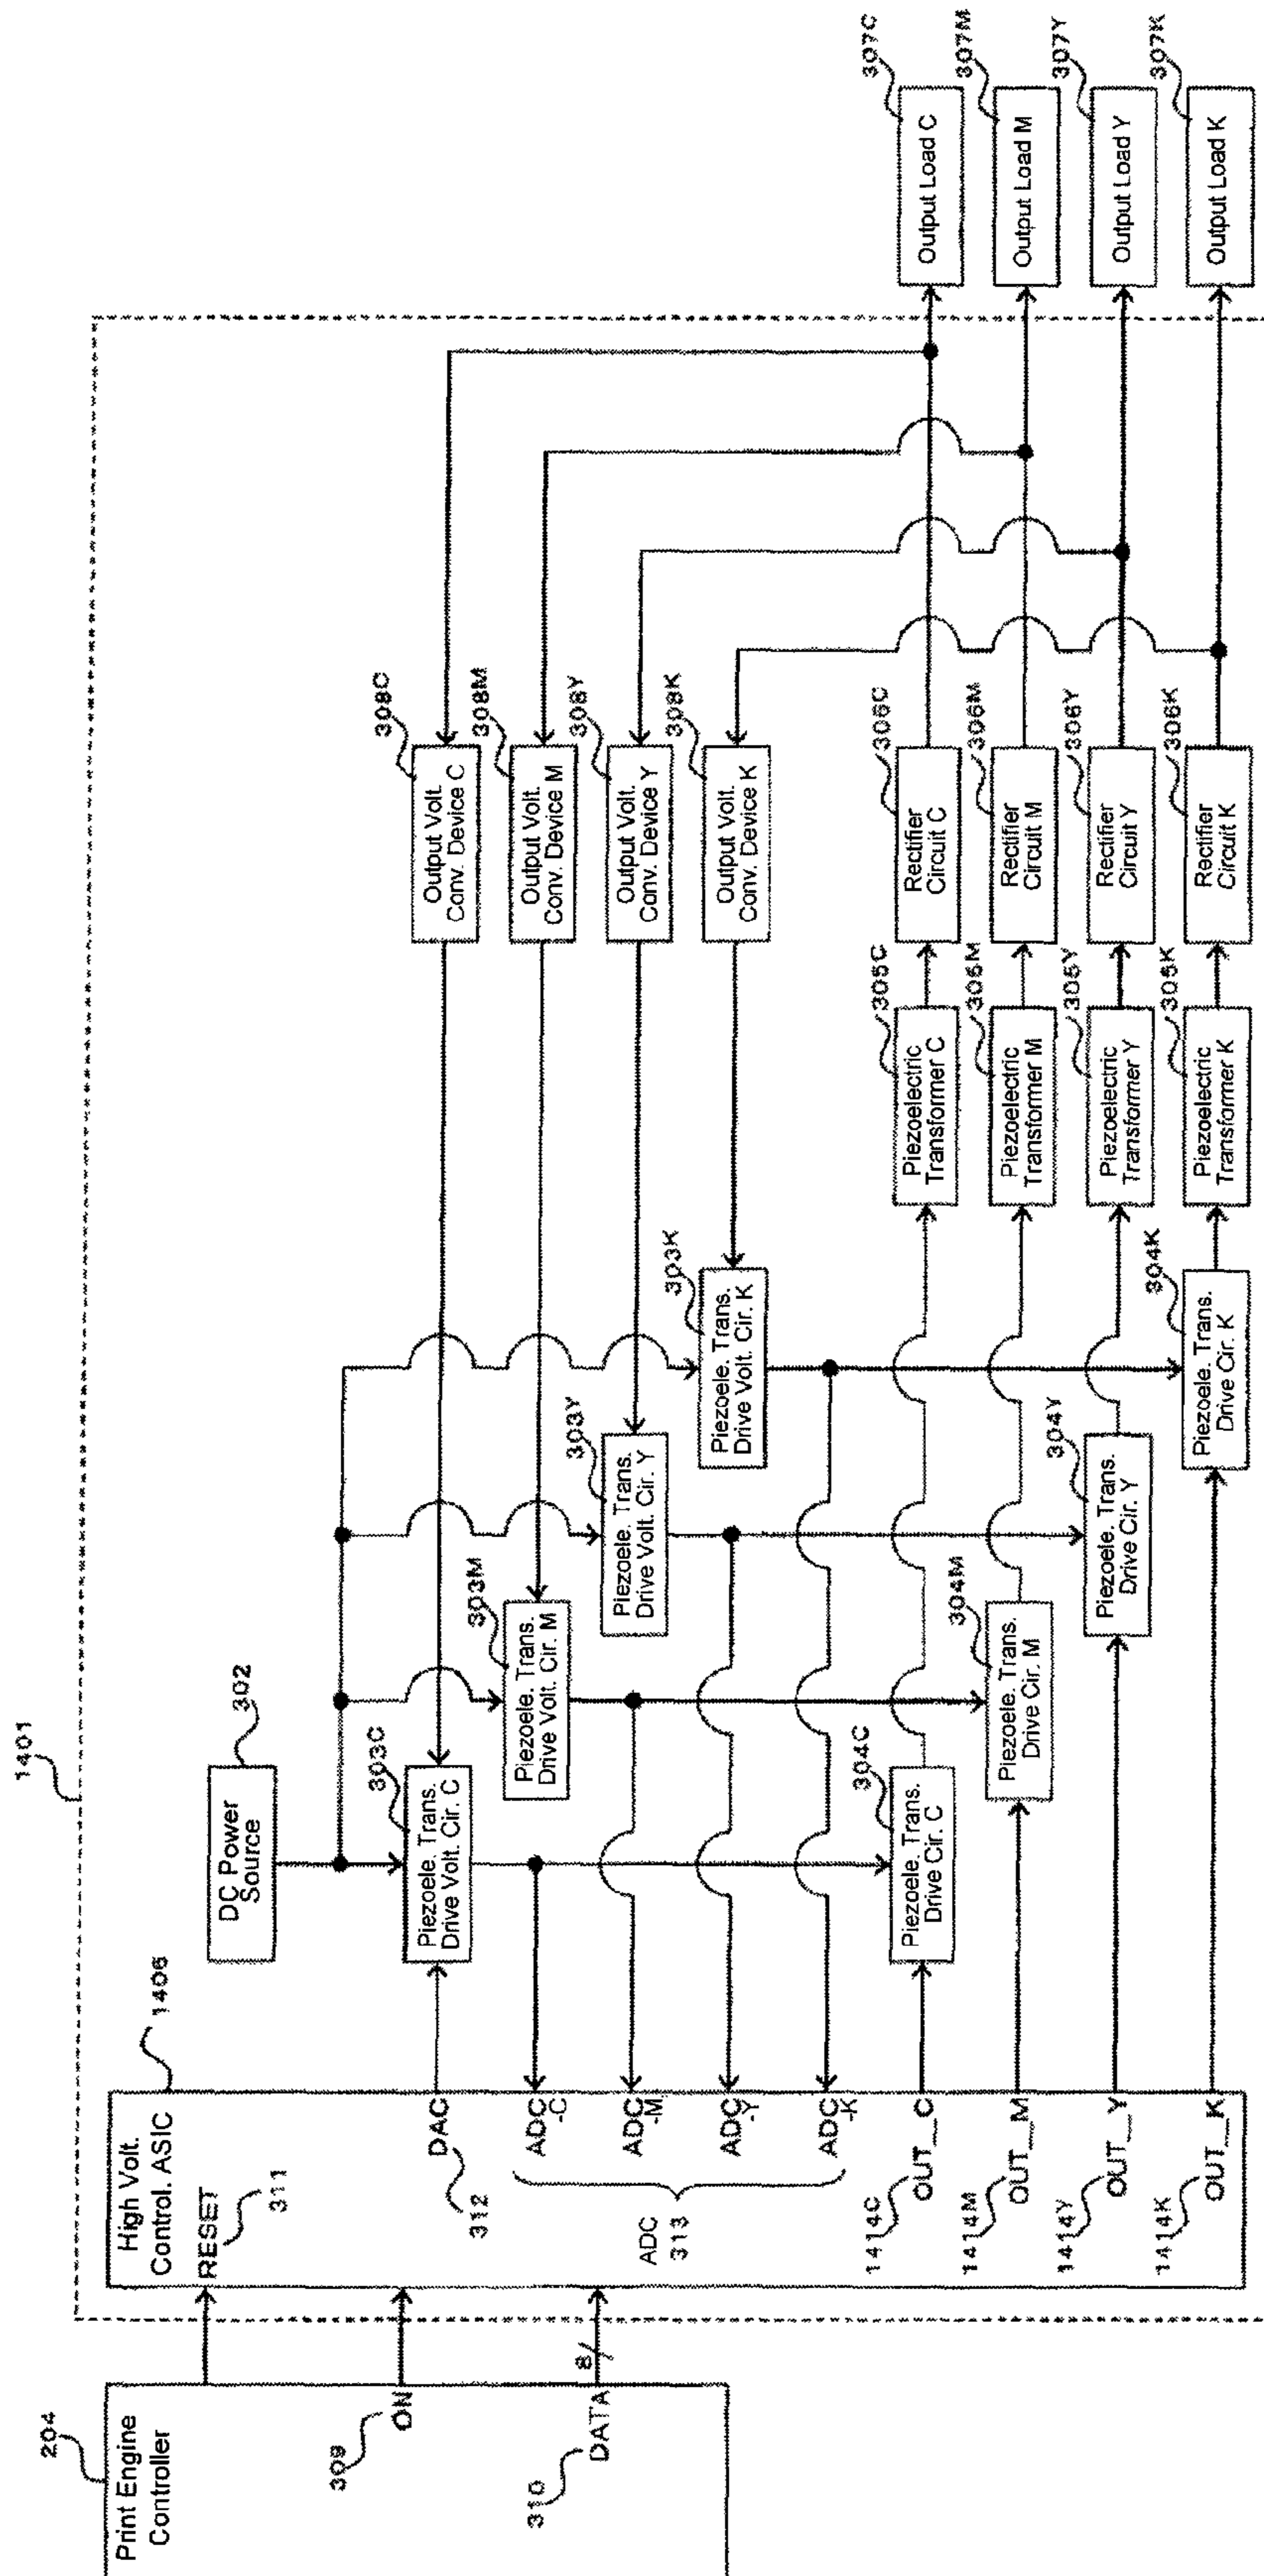 1401
204
Print Engine
Controller
309
ON
310
DATA
8
1406
High Volt.
Control. ASIC
RESET
311
DAC
312
ADC
-C
ADC
-M
ADC
-Y
ADC
-K
ADC
313
1414C
OUT__C
1414M
OUT__M
1414Y
OUT__Y
1414K
OUT__K
302
DC Power
Source
303C
Piezoele. Trans.
Drive Volt. Cir. C
303M
Piezoele. Trans.
Drive Volt. Cir. M
303Y
Piezoele. Trans.
Drive Volt. Cir. Y
303K
Piezoele. Trans.
Drive Volt. Cir. K
304C
Piezoele. Trans.
Drive Cir. C
304M
Piezoele. Trans.
Drive Cir. M
304Y
Piezoele. Trans.
Drive Cir. Y
304K
Piezoele. Trans.
Drive Cir. K
308C
Output Volt.
Conv. Device C
308M
Output Volt.
Conv. Device M
308Y
Output Volt.
Conv. Device Y
308K
Output Volt.
Conv. Device K
305C
Piezoelectric
Transformer C
305M
Piezoelectric
Transformer M
305Y
Piezoelectric
Transformer Y
305K
Piezoelectric
Transformer K
306C
Rectifier
Circuit C
306M
Rectifier
Circuit M
306Y
Rectifier
Circuit Y
306K
Rectifier
Circuit K
307C
Output Load C
307M
Output Load M
307Y
Output Load Y
307K
Output Load K